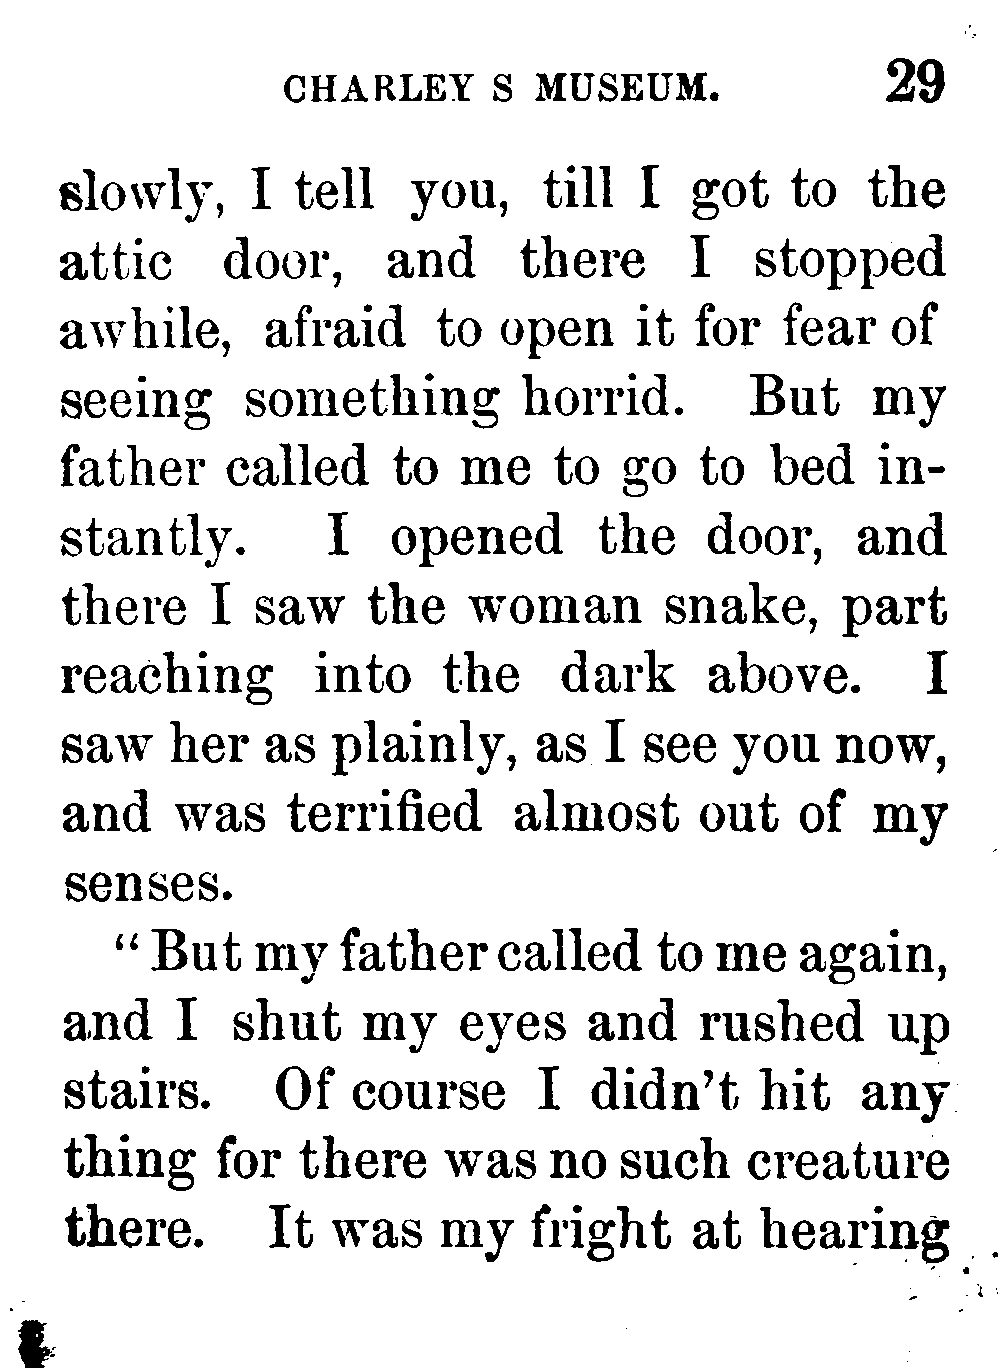 CHARLEY S MUSEUM. 29
slowly, I tell you, till I got to the
attic door, and there I stopped
awhile, afraid to open it for fear of
seeing something horrid. But my
father called to me to go to bed in-
stantly. I opened the door, and
there I saw the woman snake, part
reaching into the dark above. I
saw her as plainly, as I see you now,
and was terrified almost out of my
senses.
“But my father called to me again,
and I shut my eyes and rushed up
stairs. Of course I didn’t hit any
thing for there was no such creature
there. It was my fright at hearing